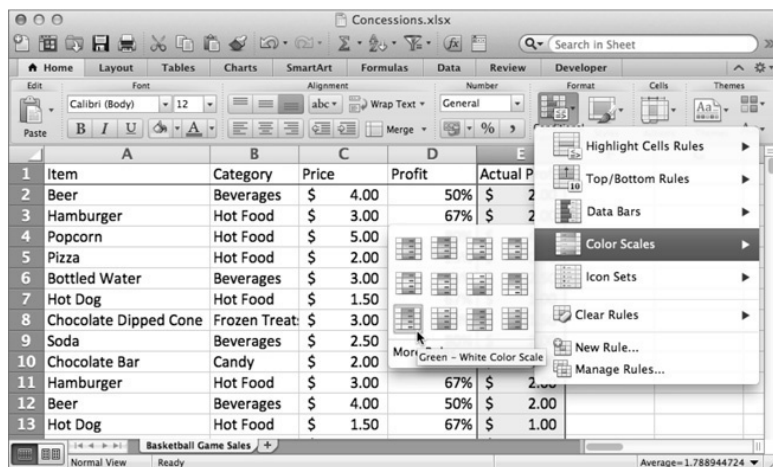 Concessions.xlsx
Search in Sheet
Home Layout Tables Charts SmartArt Formulas Data Review Developer
Edit Font Alignment Number Format Cells Themes
Paste Calibri (Body) 12 abc Wrap Text General Aa
B I U A Merge % ,
A B C D E
1 Item Category Price Profit Actual P
2 Beer Beverages $ 4.00 50% $ 2.
3 Hamburger Hot Food $ 3.00 67% $ 2.
4 Popcorn Hot Food $ 5.00
5 Pizza Hot Food $ 2.00
6 Bottled Water Beverages $ 3.00
7 Hot Dog Hot Food $ 1.50
8 Chocolate Dipped Cone Frozen Treats $ 3.00
9 Soda Beverages $ 2.50
10 Chocolate Bar Candy $ 2.00
11 Hamburger Hot Food $ 3.00 67% $ 2.00
12 Beer Beverages $ 4.00 50% $ 2.00
13 Hot Dog Hot Food $ 1.50 67% $ 1.00
Highlight Cells Rules
Top/Bottom Rules
Data Bars
Color Scales
Icon Sets
Clear Rules
New Rule...
Manage Rules...
Green - White Color Scale
Basketball Game Sales
Normal View Ready Average=1.788944724